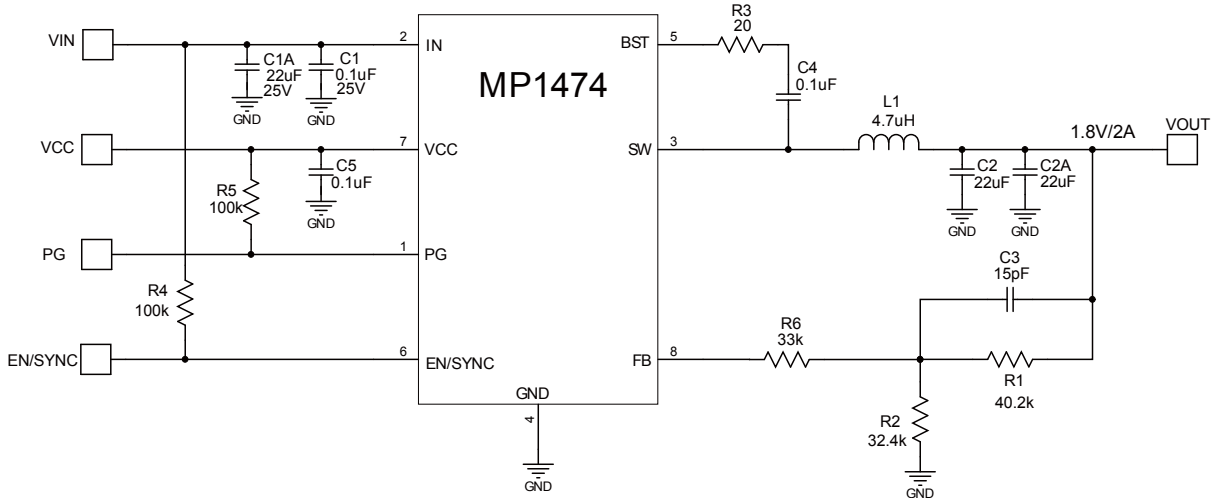 VIN
2
IN
C1A
22uF
25V
GND
C1
0.1uF
25V
GND
VCC
7
VCC
C5
0.1uF
GND
R5
100k
PG
1
PG
R4
100k
EN/SYNC
6
EN/SYNC
MP1474
GND
4
GND
BST
5
R3
20
C4
0.1uF
SW
3
L1
4.7uH
1.8V/2A
VOUT
C2
22uF
GND
C2A
22uF
GND
C3
15pF
FB
8
R6
33k
R1
40.2k
R2
32.4k
GND